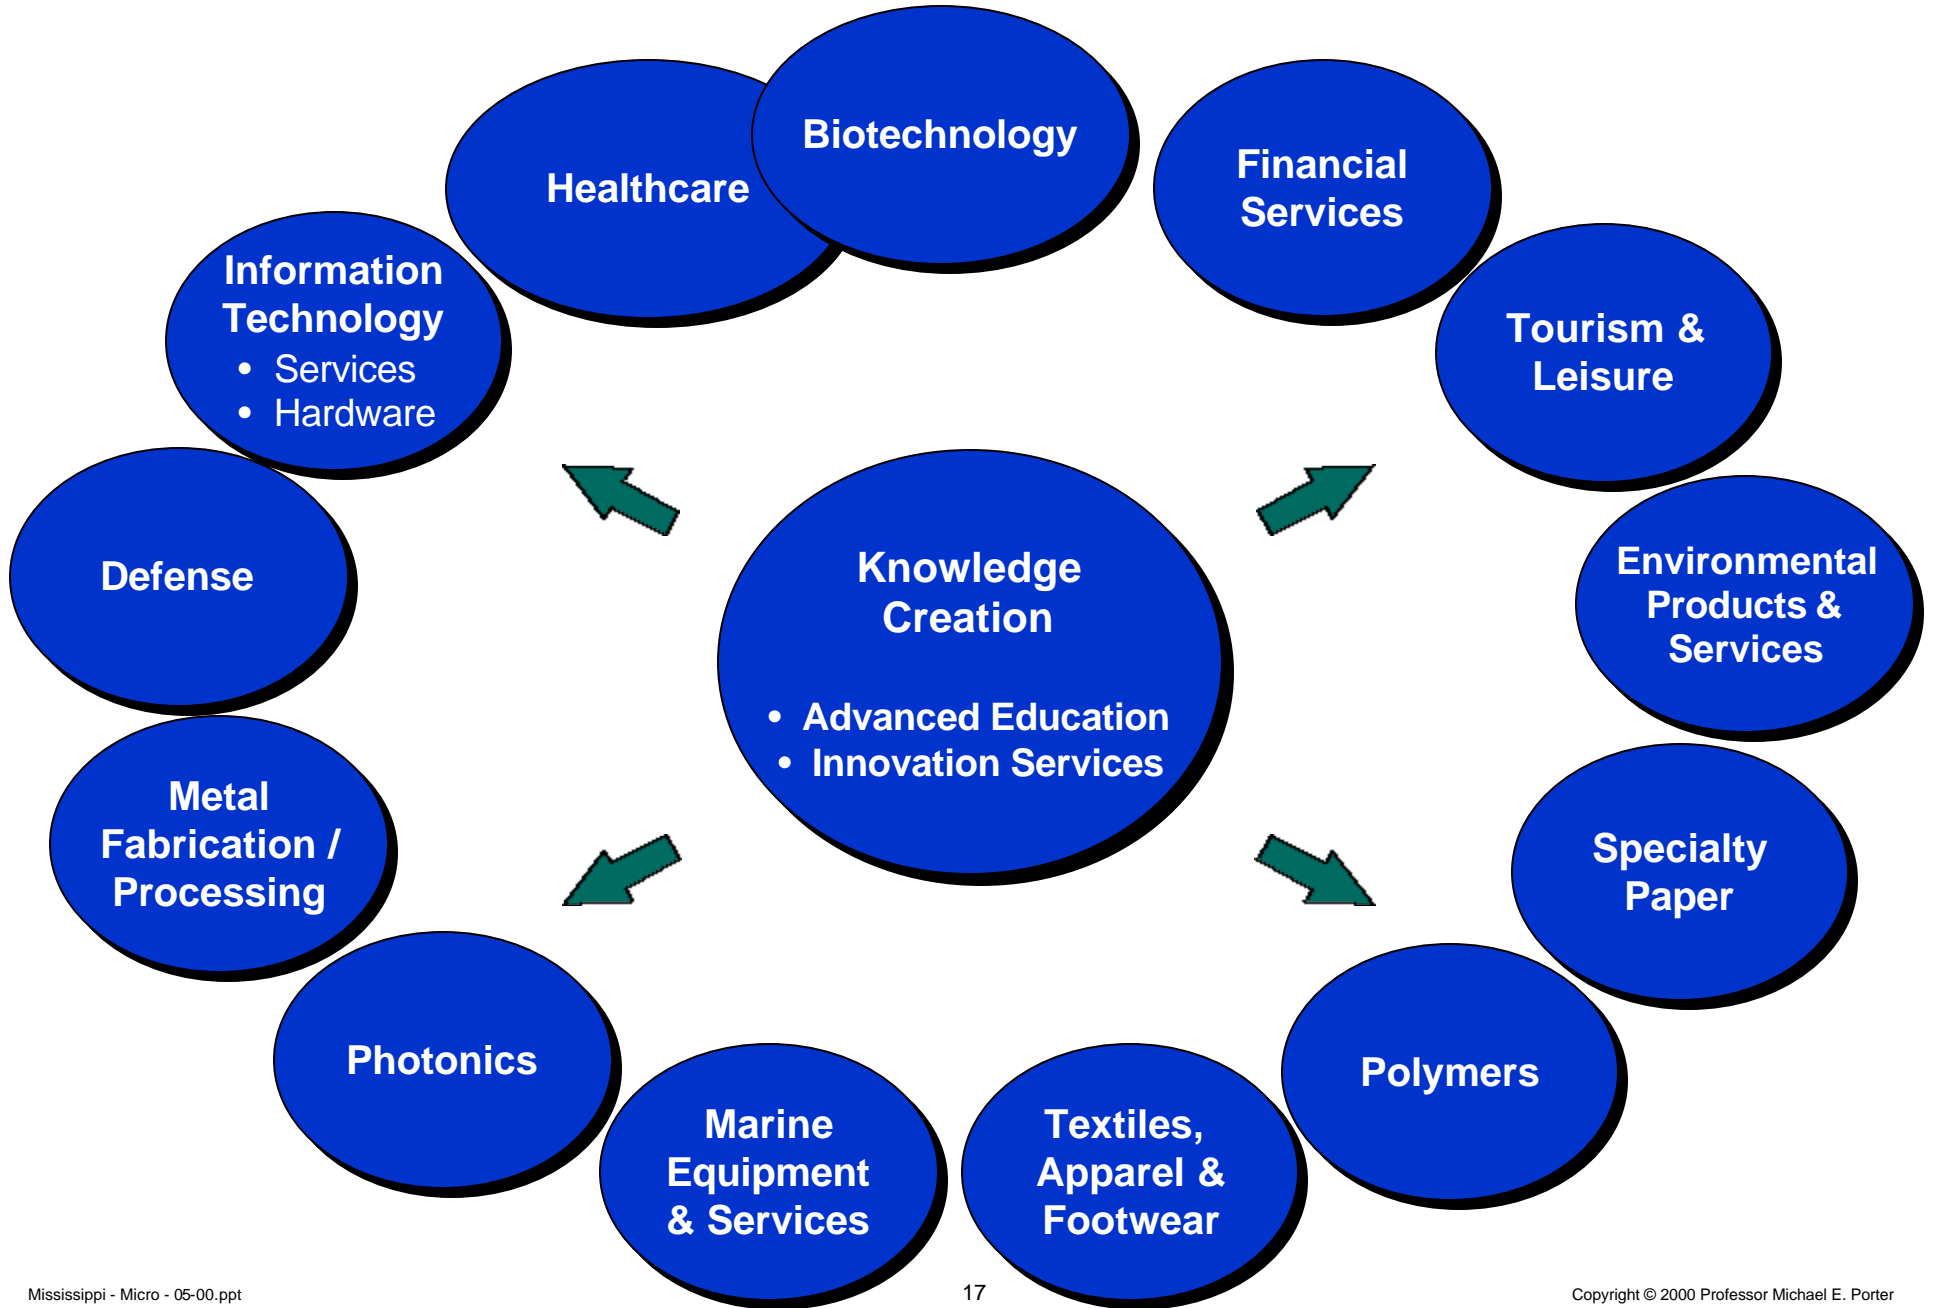 Biotechnology
Healthcare
Financial
Services
Information
Technology
• Services
• Hardware
Tourism &
Leisure
Defense
Knowledge
Creation
• Advanced Education
• Innovation Services
Environmental
Products &
Services
Metal
Fabrication /
Processing
Specialty
Paper
Photonics
Marine
Equipment
& Services
Textiles,
Apparel &
Footwear
Polymers
Mississippi - Micro - 05-00.ppt
17
Copyright © 2000 Professor Michael E. Porter